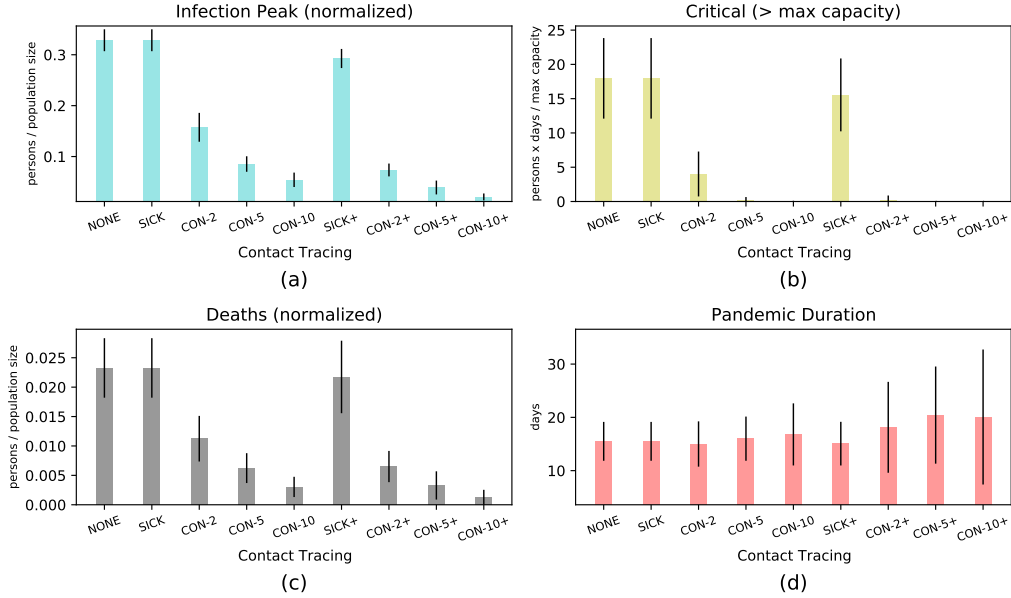 Infection Peak (normalized)
persons / population size
0.3
0.2
0.1
NONE
SICK
CON-2
CON-5
CON-10
SICK+
CON-2+
CON-5+
CON-10+
Contact Tracing
(a)
Critical (> max capacity)
persons x days / max capacity
25
20
15
10
5
0
NONE
SICK
CON-2
CON-5
CON-10
SICK+
CON-2+
CON-5+
CON-10+
Contact Tracing
(b)
Deaths (normalized)
persons / population size
0.025
0.020
0.015
0.010
0.005
0.000
NONE
SICK
CON-2
CON-5
CON-10
SICK+
CON-2+
CON-5+
CON-10+
Contact Tracing
(c)
Pandemic Duration
days
30
20
10
NONE
SICK
CON-2
CON-5
CON-10
SICK+
CON-2+
CON-5+
CON-10+
Contact Tracing
(d)